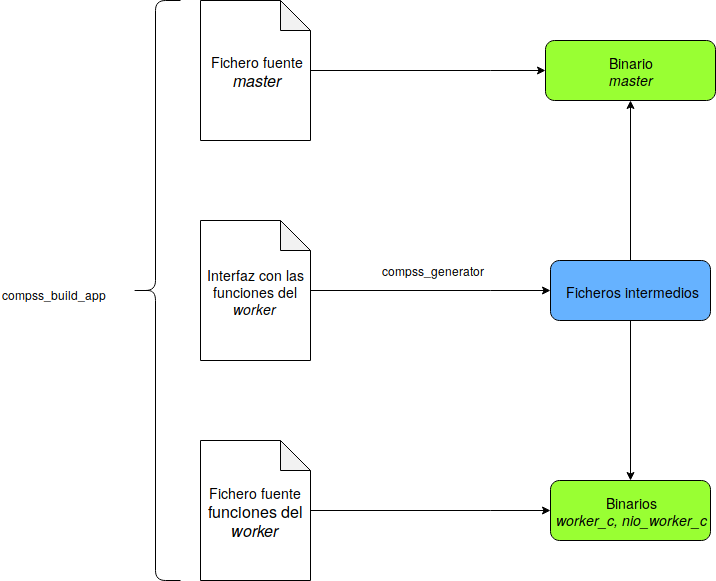 Fichero fuente
master
Binario
master
Interfaz con las
funciones del
worker
compss_generator
Ficheros intermedios
compss_build_app
Fichero fuente
funciones del
worker
Binarios
worker_c, nio_worker_c